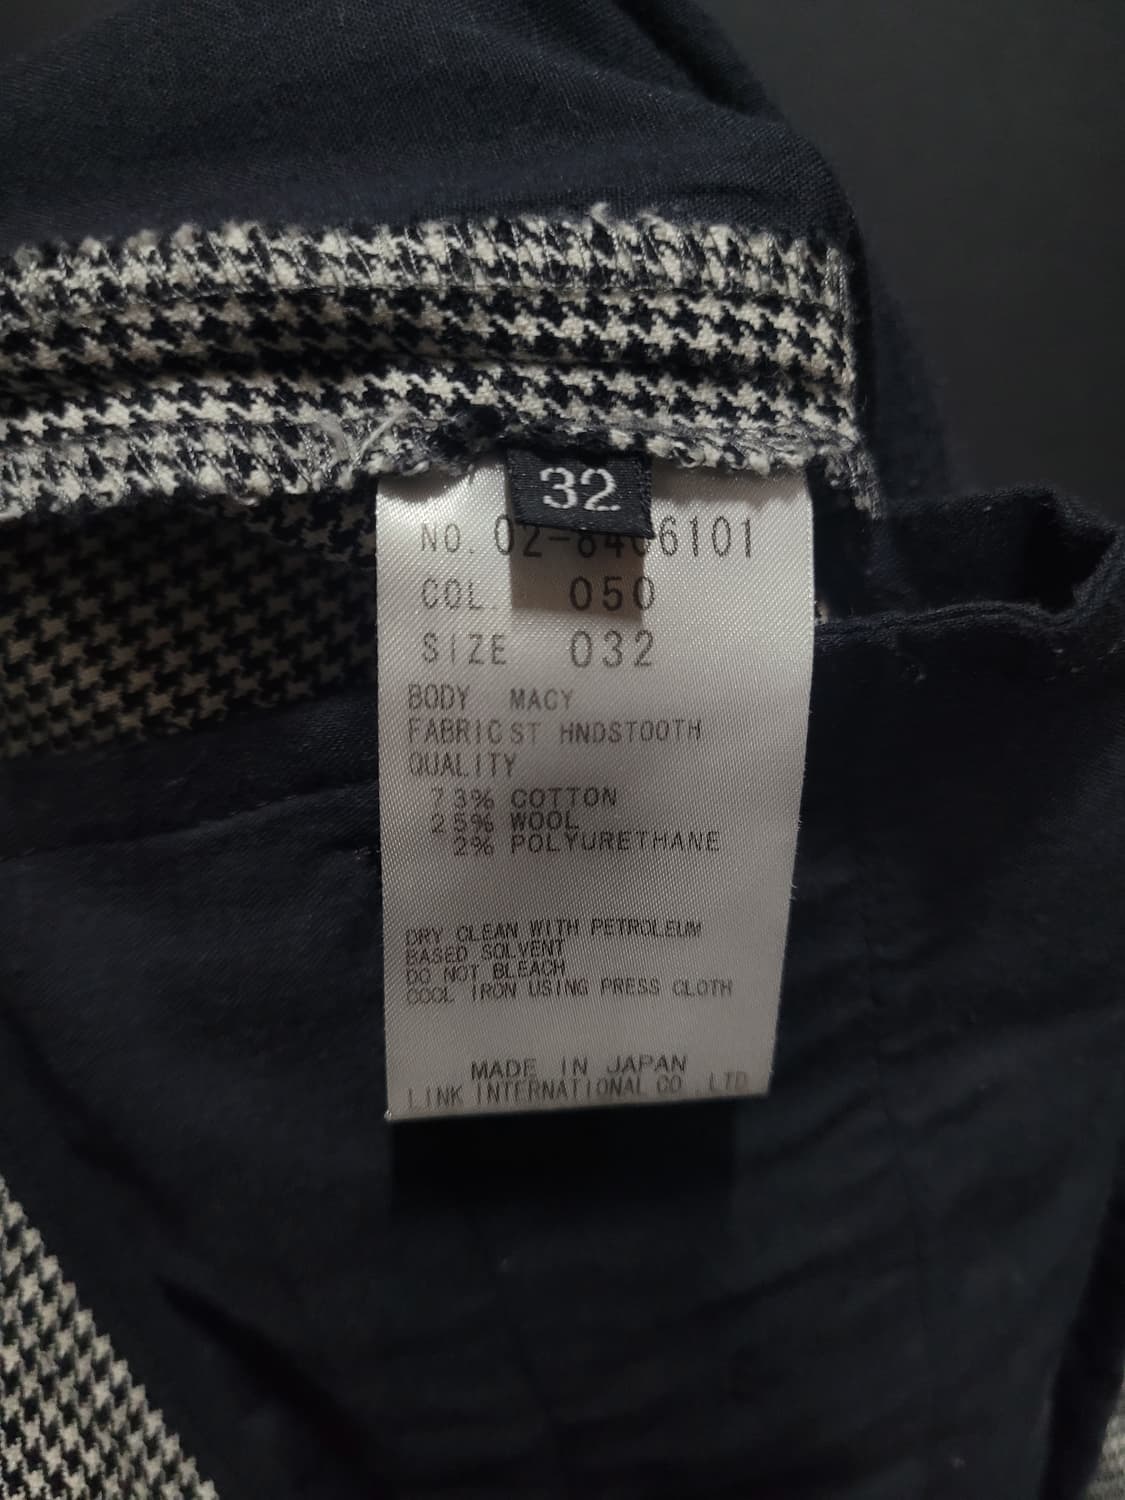 32
NO. 02-8406101
COL. 050
SIZE 032
BODY MACY
FABRIC ST HNDSTOOTH
QUALITY
73% COTTON
25% WOOL
2% POLYURETHANE
DRY CLEAN WITH PETROLEUM
BASED SOLVENT
DO NOT BLEACH
COOL IRON USING PRESS CLOTH
MADE IN JAPAN
LINK INTERNATIONAL CO.,LTD